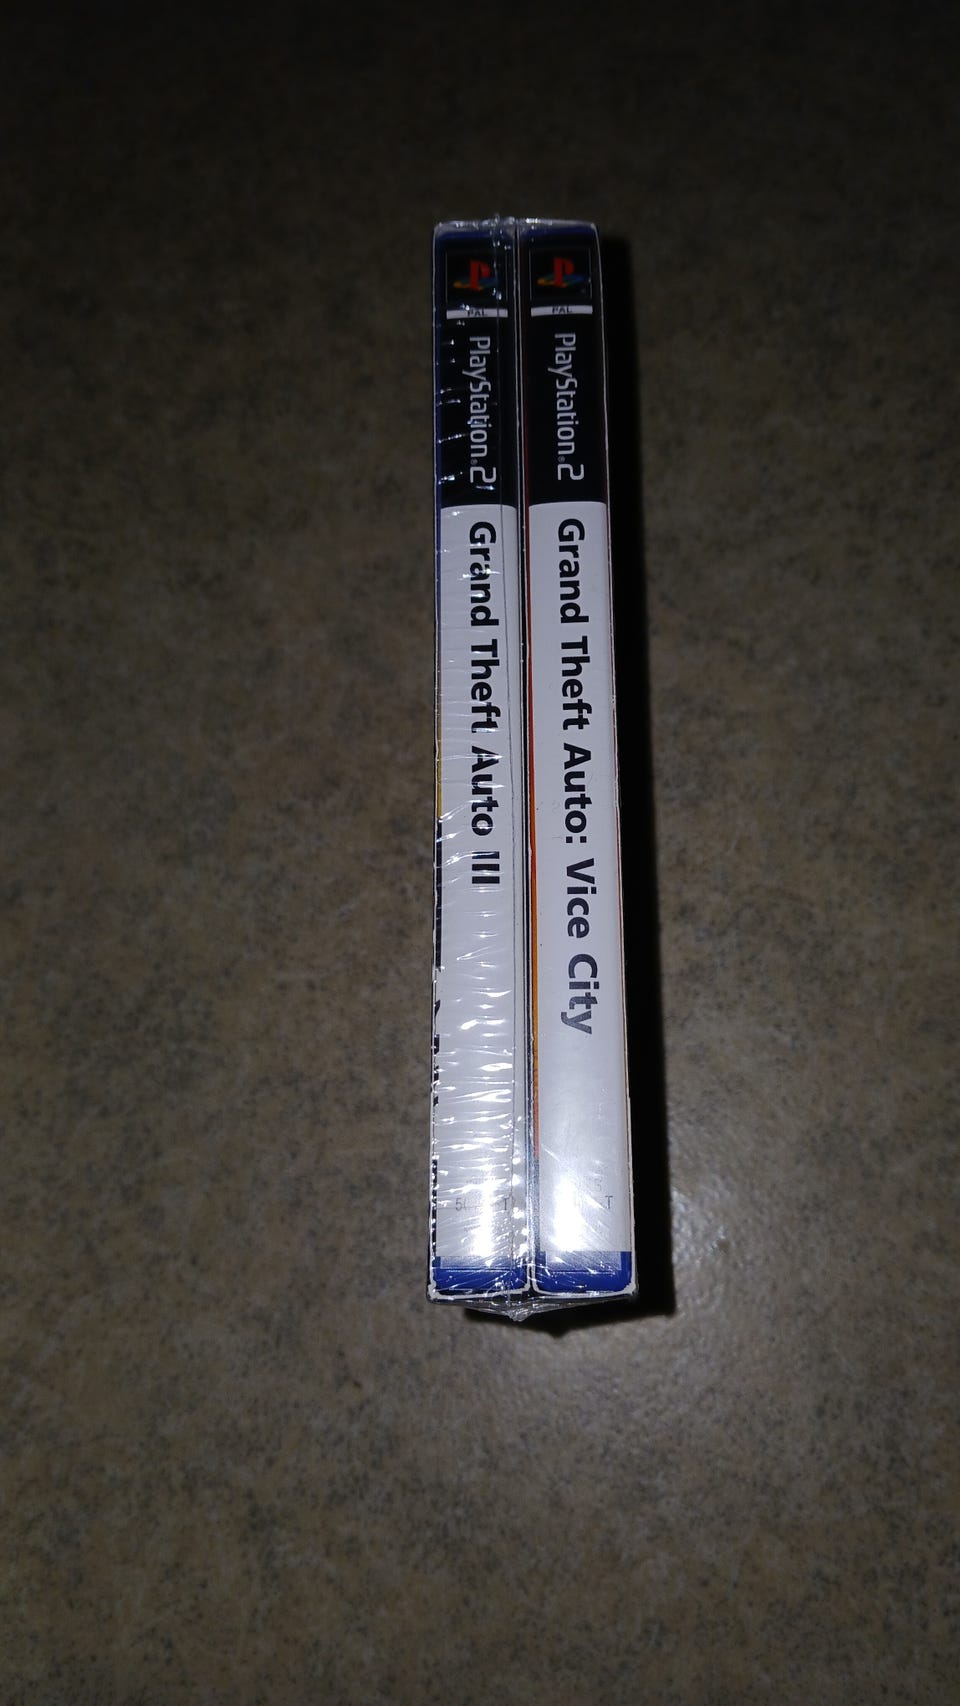 PAL
PlayStation®2
Grand Theft Auto III
PAL
PlayStation®2
Grand Theft Auto: Vice City